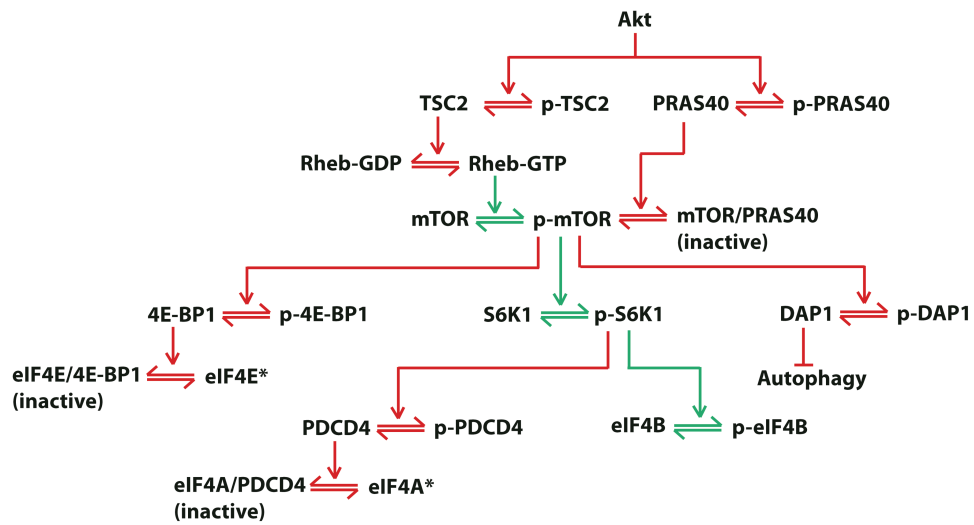 Akt
TSC2 p-TSC2 PRAS40 p-PRAS40
Rheb-GDP Rheb-GTP
mTOR p-mTOR mTOR/PRAS40
(inactive)
4E-BP1 p-4E-BP1 S6K1 p-S6K1 DAP1 p-DAP1
eIF4E/4E-BP1 eIF4E* Autophagy
(inactive)
PDCD4 p-PDCD4 eIF4B p-eIF4B
eIF4A/PDCD4 eIF4A*
(inactive)